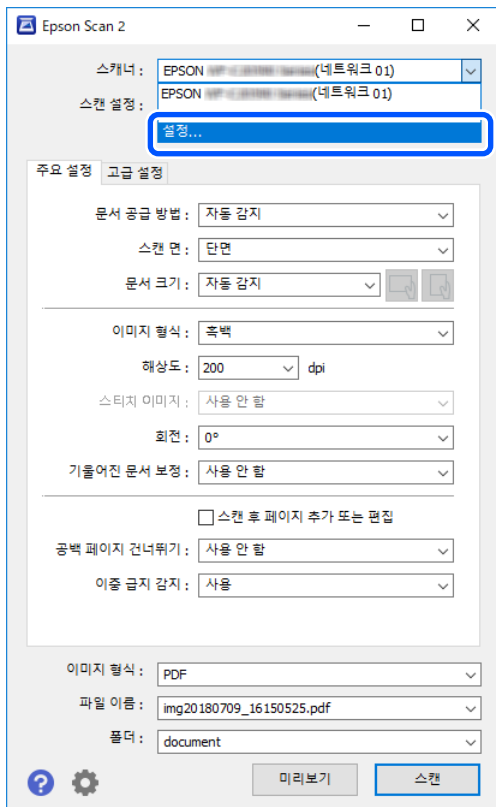 Epson Scan 2
스캐너 : EPSON (네트워크 01)
EPSON (네트워크 01)
스캔 설정 :
설정...
주요 설정 고급 설정
문서 공급 방법 : 자동 감지
스캔 면 : 단면
문서 크기 : 자동 감지
이미지 형식 : 흑백
해상도 : 200 dpi
스티치 이미지 : 사용 안 함
회전 : 0°
기울어진 문서 보정 : 사용 안 함
스캔 후 페이지 추가 또는 편집
공백 페이지 건너뛰기 : 사용 안 함
이중 급지 감지 : 사용
이미지 형식 : PDF
파일 이름 : img20180709_16150525.pdf
폴더 : document
? 미리보기 스캔